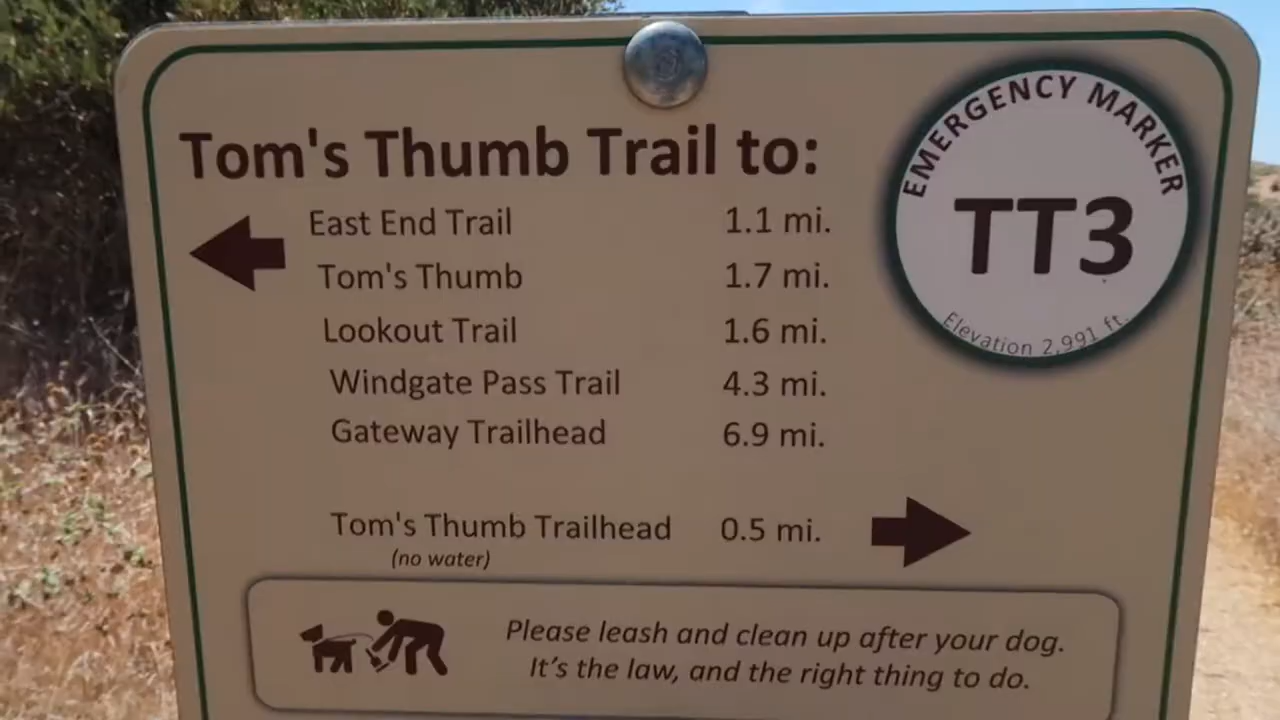 Tom's Thumb Trail to:
East End Trail 1.1 mi.
Tom's Thumb 1.7 mi.
Lookout Trail 1.6 mi.
Windgate Pass Trail 4.3 mi.
Gateway Trailhead 6.9 mi.
Tom's Thumb Trailhead 0.5 mi.
(no water)
EMERGENCY MARKER
TT3
Elevation 2,991 ft.
Please leash and clean up after your dog.
It's the law, and the right thing to do.